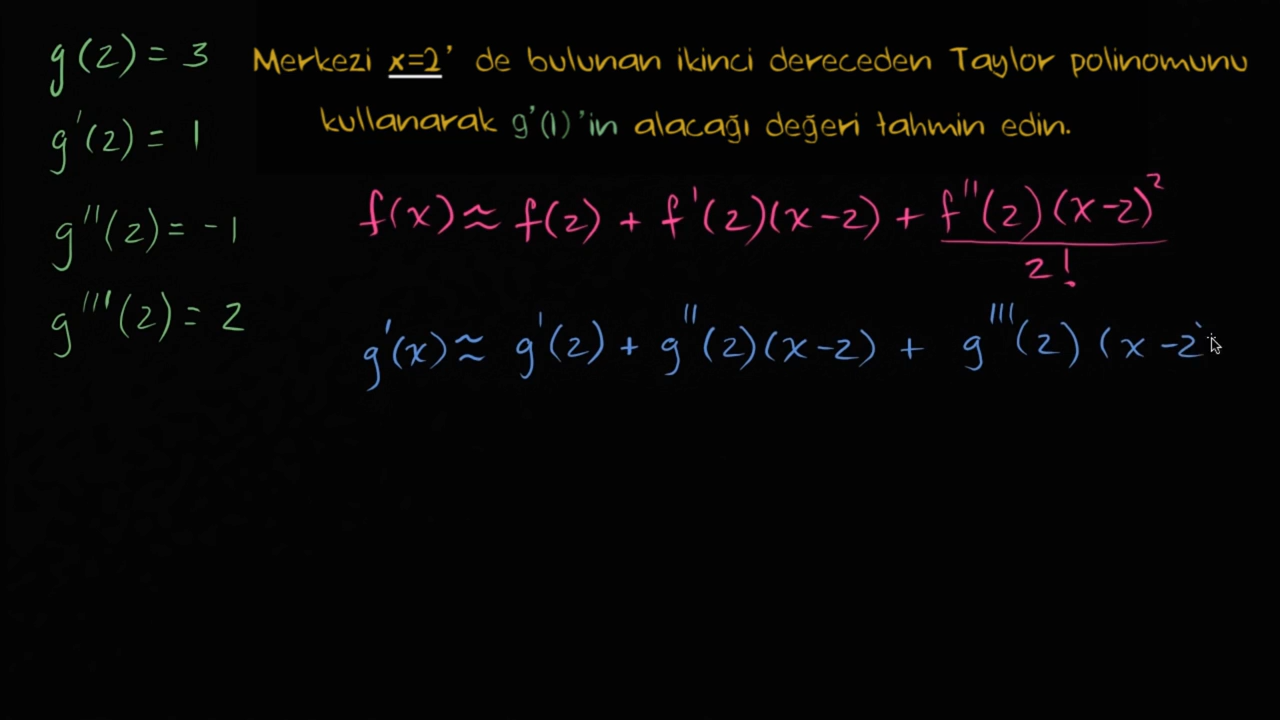 g(2) = 3
g'(2) = 1
g''(2) = -1
g'''(2) = 2
Merkezi x=2' de bulunan ikinci dereceden Taylor polinomunu
kullanarak g'(1)'in alacağı değeri tahmin edin.
f(x) ≈ f(2) + f'(2)(x-2) + f''(2)(x-2)²
2!
g'(x) ≈ g'(2) + g''(2)(x-2) + g'''(2) (x-2